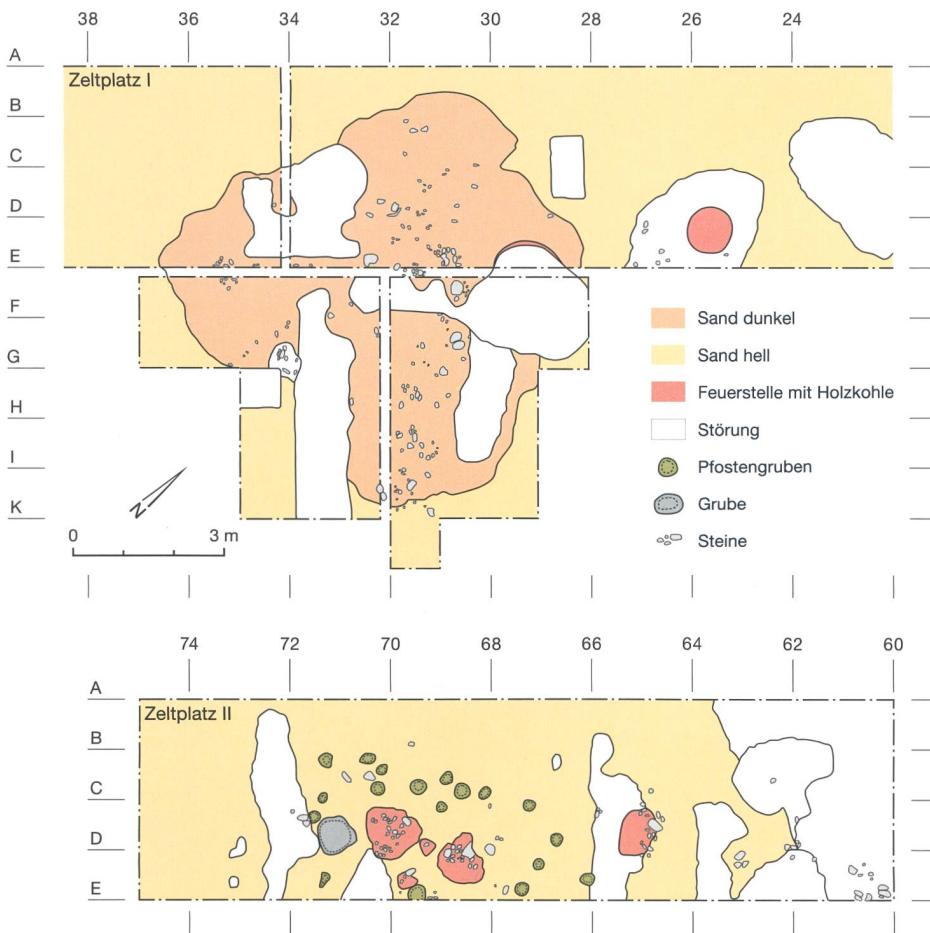 38 36 34 32 30 28 26 24
A
Zeltplatz I
B
C
D
E
F
Sand dunkel
G
Sand hell
H
Feuerstelle mit Holzkohle
Störung
I
Pfostengruben
K
Grube
N
Steine
0 3 m
74 72 70 68 66 64 62 60
A
Zeltplatz II
B
C
D
E